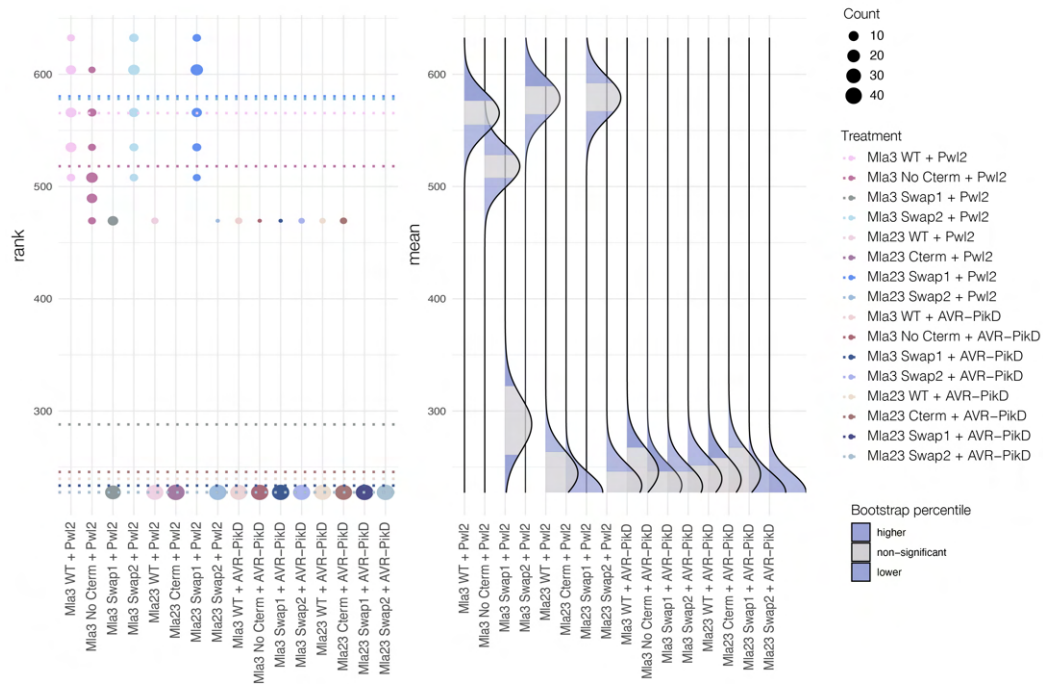 rank
600
500
400
300
Mla3 WT + Pwl2
Mla3 No Cterm + Pwl2
Mla3 Swap1 + Pwl2
Mla3 Swap2 + Pwl2
Mla23 WT + Pwl2
Mla23 Cterm + Pwl2
Mla23 Swap1 + Pwl2
Mla23 Swap2 + Pwl2
Mla3 WT + AVR-PikD
Mla3 No Cterm + AVR-PikD
Mla3 Swap1 + AVR-PikD
Mla3 Swap2 + AVR-PikD
Mla23 WT + AVR-PikD
Mla23 Cterm + AVR-PikD
Mla23 Swap1 + AVR-PikD
Mla23 Swap2 + AVR-PikD
mean
600
500
400
300
Mla3 WT + Pwl2
Mla3 No Cterm + Pwl2
Mla3 Swap1 + Pwl2
Mla3 Swap2 + Pwl2
Mla23 WT + Pwl2
Mla23 Cterm + Pwl2
Mla23 Swap1 + Pwl2
Mla23 Swap2 + Pwl2
Mla3 WT + AVR-PikD
Mla3 No Cterm + AVR-PikD
Mla3 Swap1 + AVR-PikD
Mla3 Swap2 + AVR-PikD
Mla23 WT + AVR-PikD
Mla23 Cterm + AVR-PikD
Mla23 Swap1 + AVR-PikD
Mla23 Swap2 + AVR-PikD
Count
10
20
30
40
Treatment
Mla3 WT + Pwl2
Mla3 No Cterm + Pwl2
Mla3 Swap1 + Pwl2
Mla3 Swap2 + Pwl2
Mla23 WT + Pwl2
Mla23 Cterm + Pwl2
Mla23 Swap1 + Pwl2
Mla23 Swap2 + Pwl2
Mla3 WT + AVR-PikD
Mla3 No Cterm + AVR-PikD
Mla3 Swap1 + AVR-PikD
Mla3 Swap2 + AVR-PikD
Mla23 WT + AVR-PikD
Mla23 Cterm + AVR-PikD
Mla23 Swap1 + AVR-PikD
Mla23 Swap2 + AVR-PikD
Bootstrap percentile
higher
non-significant
lower